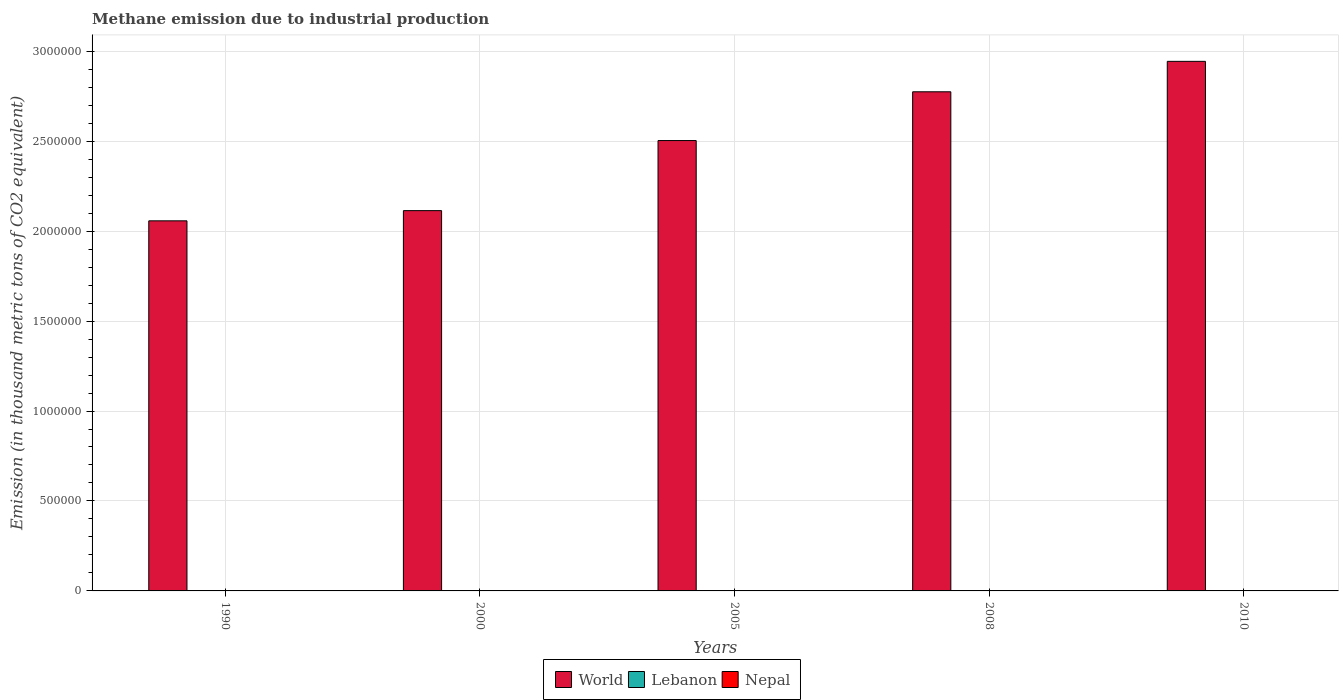 Methane emission due to industrial production
Emission (in thousand metric tons of CO2 equivalent)
3000000
2500000
2000000
1500000
1000000
500000
0
1990
2000
2005
2008
2010
Years
World
Lebanon
Nepal